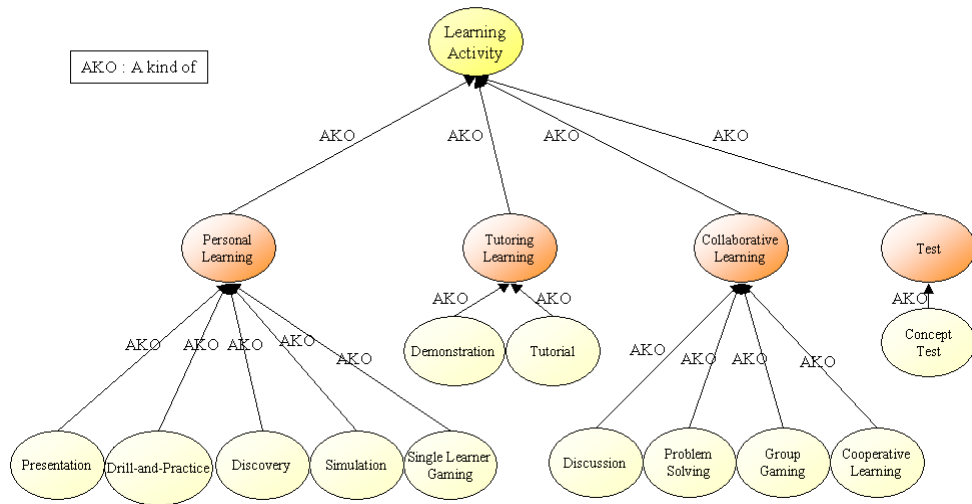 Learning
Activity
AKO : A kind of
AKO
AKO
AKO
AKO
Personal
Learning
Tutoring
Learning
Collaborative
Learning
Test
AKO
AKO
AKO
Demonstration
Tutorial
Concept
Test
AKO
AKO
AKO
AKO
AKO
AKO
AKO
AKO
AKO
Presentation
Drill-and-Practice
Discovery
Simulation
Single Learner
Gaming
Discussion
Problem
Solving
Group
Gaming
Cooperative
Learning